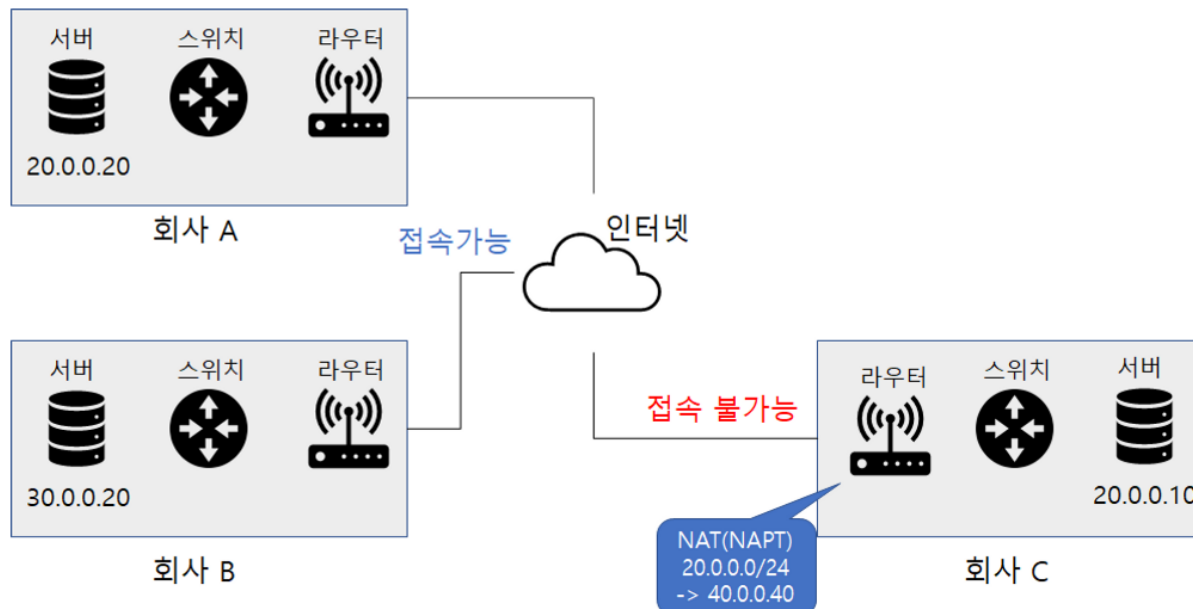 서버 스위치 라우터
20.0.0.20
회사 A
접속가능
인터넷
서버 스위치 라우터
30.0.0.20
회사 B
접속 불가능
라우터 스위치 서버
20.0.0.10
NAT(NAPT)
20.0.0.0/24
-> 40.0.0.40
회사 C